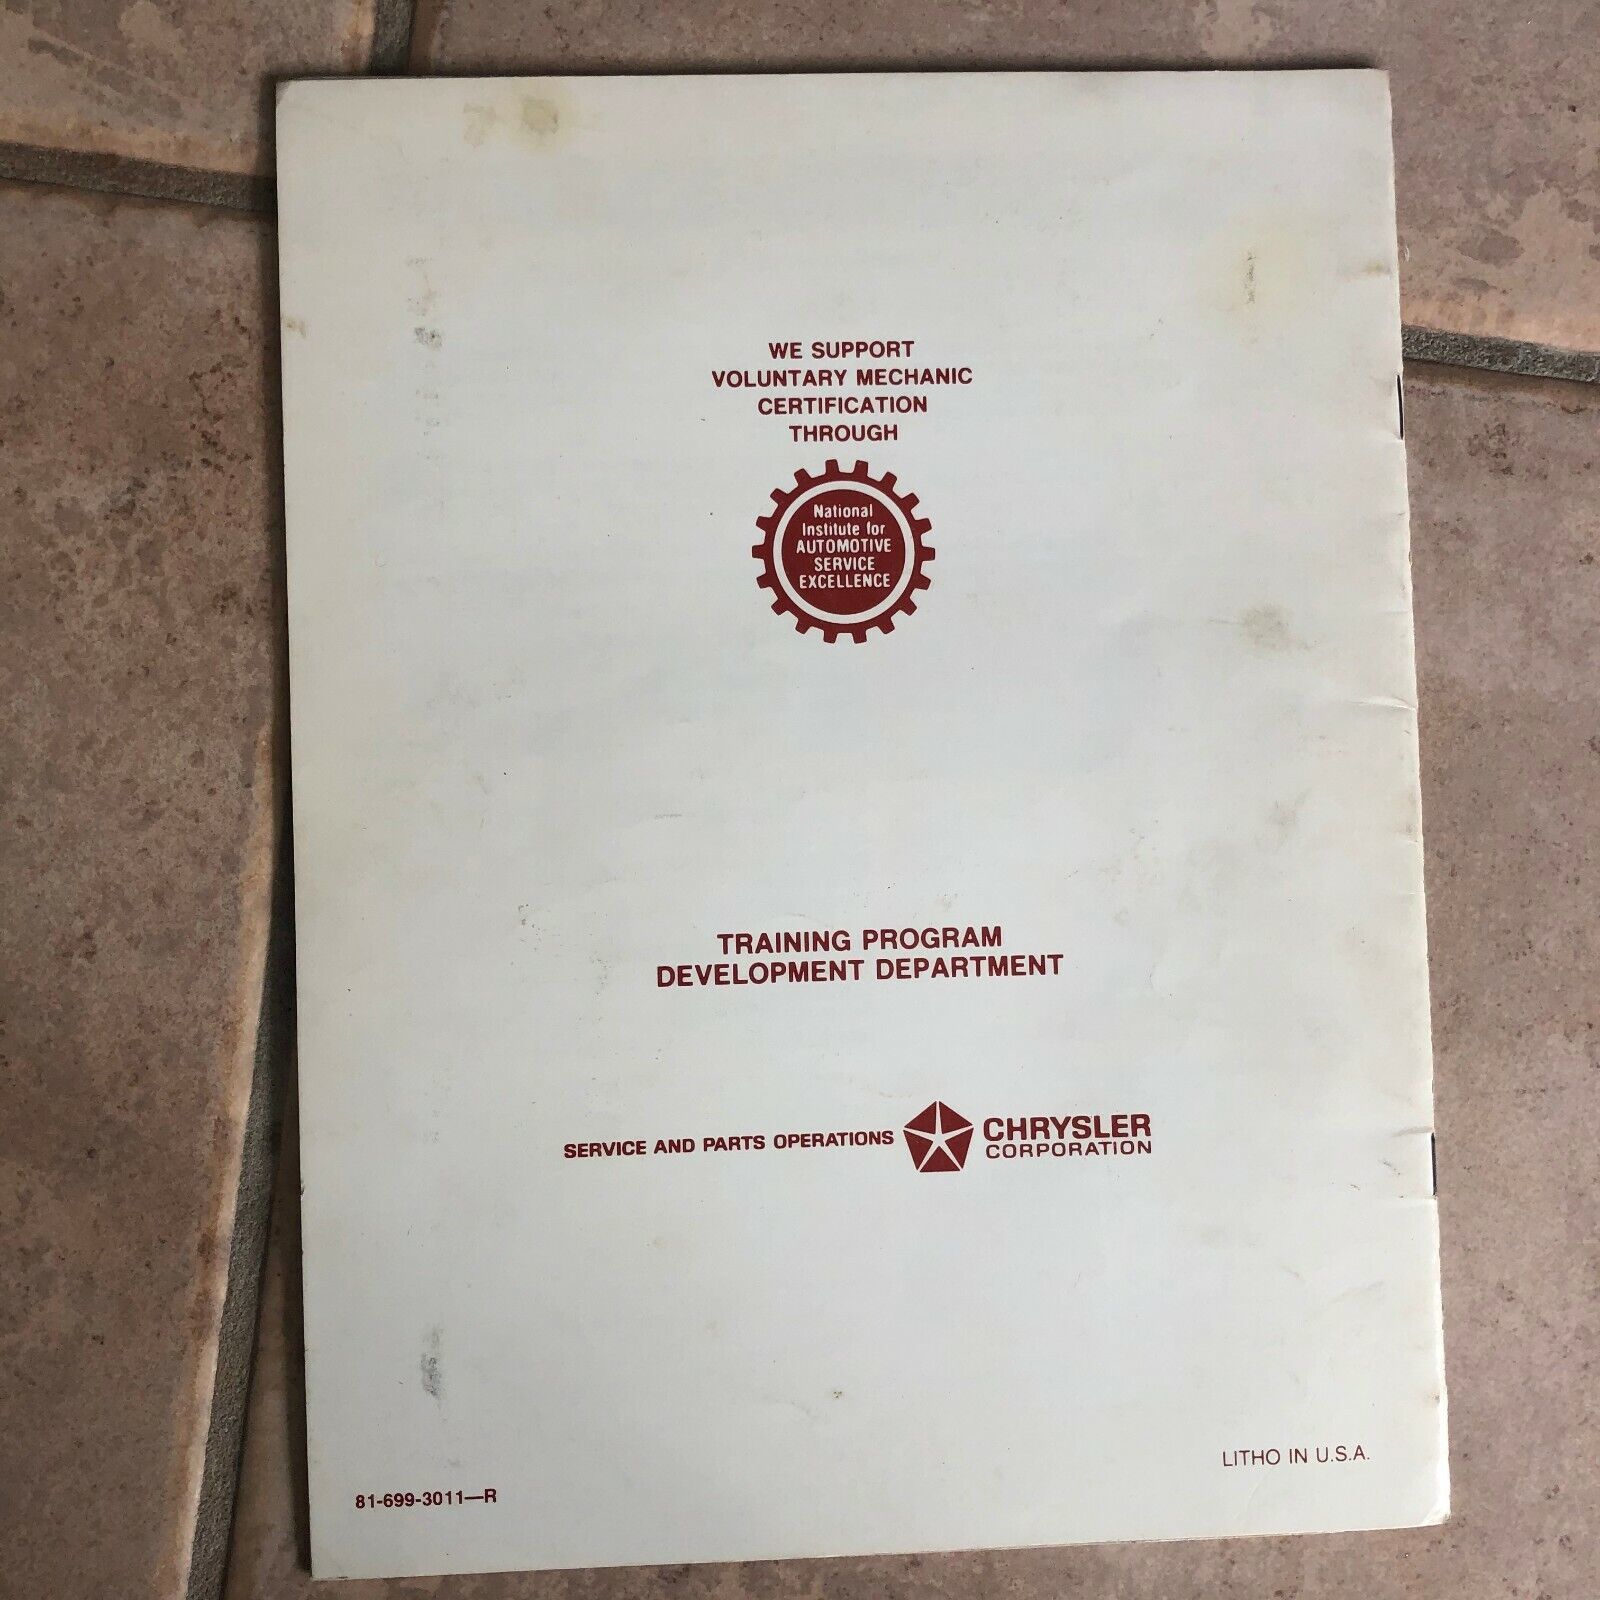 WE SUPPORT
VOLUNTARY MECHANIC
CERTIFICATION
THROUGH
National
Institute for
AUTOMOTIVE
SERVICE
EXCELLENCE
TRAINING PROGRAM
DEVELOPMENT DEPARTMENT
SERVICE AND PARTS OPERATIONS
CHRYSLER
CORPORATION
LITHO IN U.S.A.
81-699-3011—R